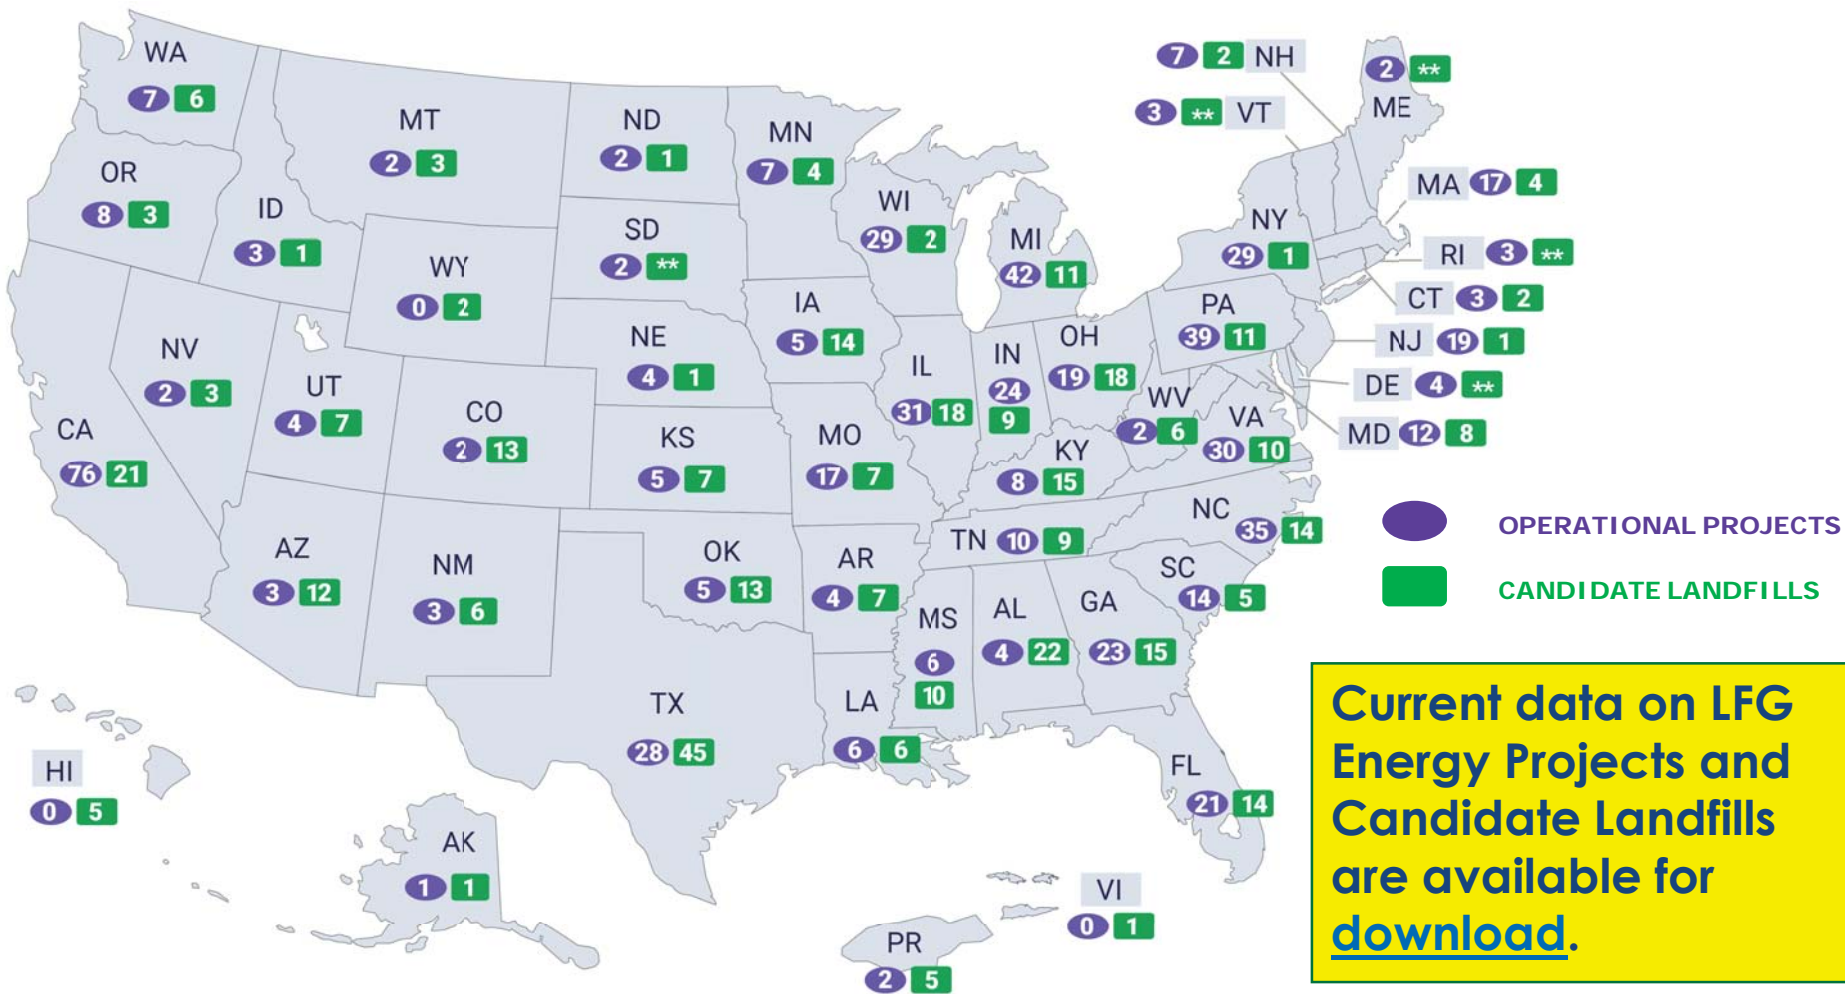 WA
7 6
MT
2 3
ND
2 1
MN
7 4
7 2 NH
3 ** VT
2 **
ME
OR
8 3
ID
3 1
WY
0 2
SD
2 **
WI
29 2
MI
42 11
NY
29 1
MA 17 4
RI 3 **
CT 3 2
NJ 19 1
DE 4 **
MD 12 8
NV
2 3
UT
4 7
CO
2 13
NE
4 1
IA
5 14
IL
31 18
IN
24
9
OH
19 18
PA
39 11
WV
2 6
VA
30 10
CA
76 21
KS
5 7
MO
17 7
KY
8 15
AZ
3 12
NM
3 6
OK
5 13
AR
4 7
TN 10 9
NC
35 14
SC
14 5
MS
6
10
AL
4 22
GA
23 15
TX
28 45
LA
6 6
FL
21 14
HI
0 5
AK
1 1
PR
2 5
VI
0 1
OPERATIONAL PROJECTS
CANDIDATE LANDFILLS
Current data on LFG
Energy Projects and
Candidate Landfills
are available for
download.